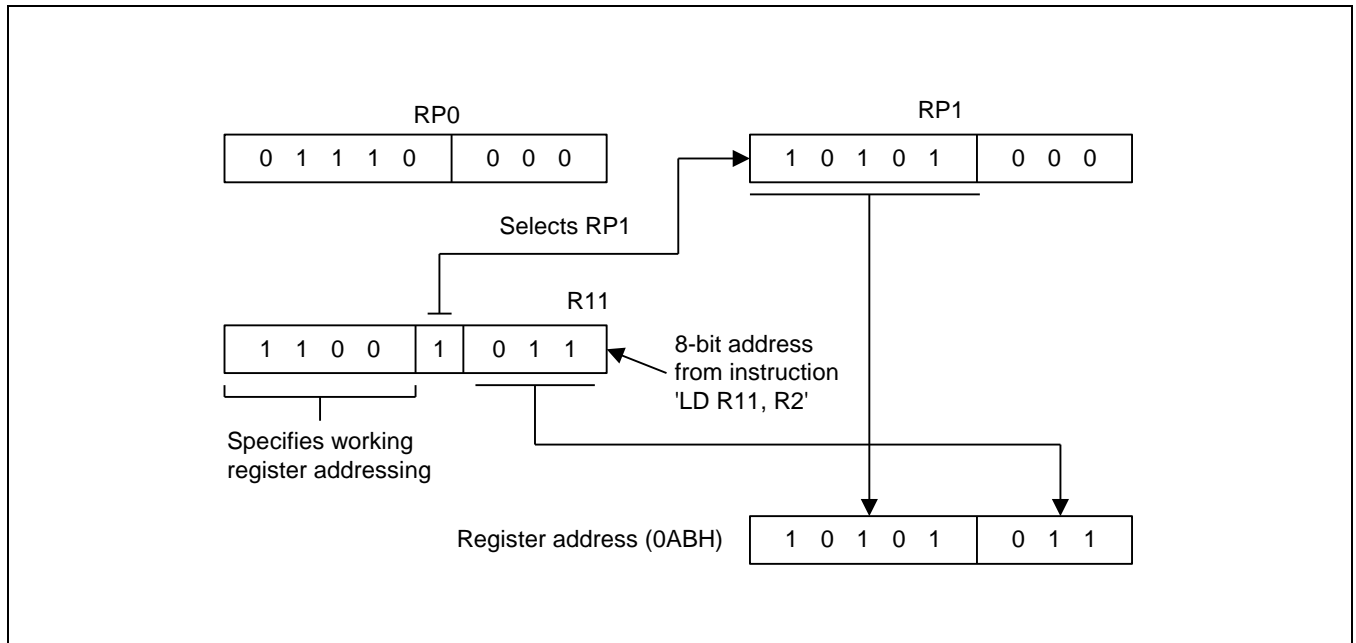 RP0
RP1
0 1 1 1 0 0 0 0
1 0 1 0 1 0 0 0
Selects RP1
R11
1 1 0 0 1 0 1 1
8-bit address
from instruction
'LD R11, R2'
Specifies working
register addressing
Register address (0ABH)
1 0 1 0 1 0 1 1